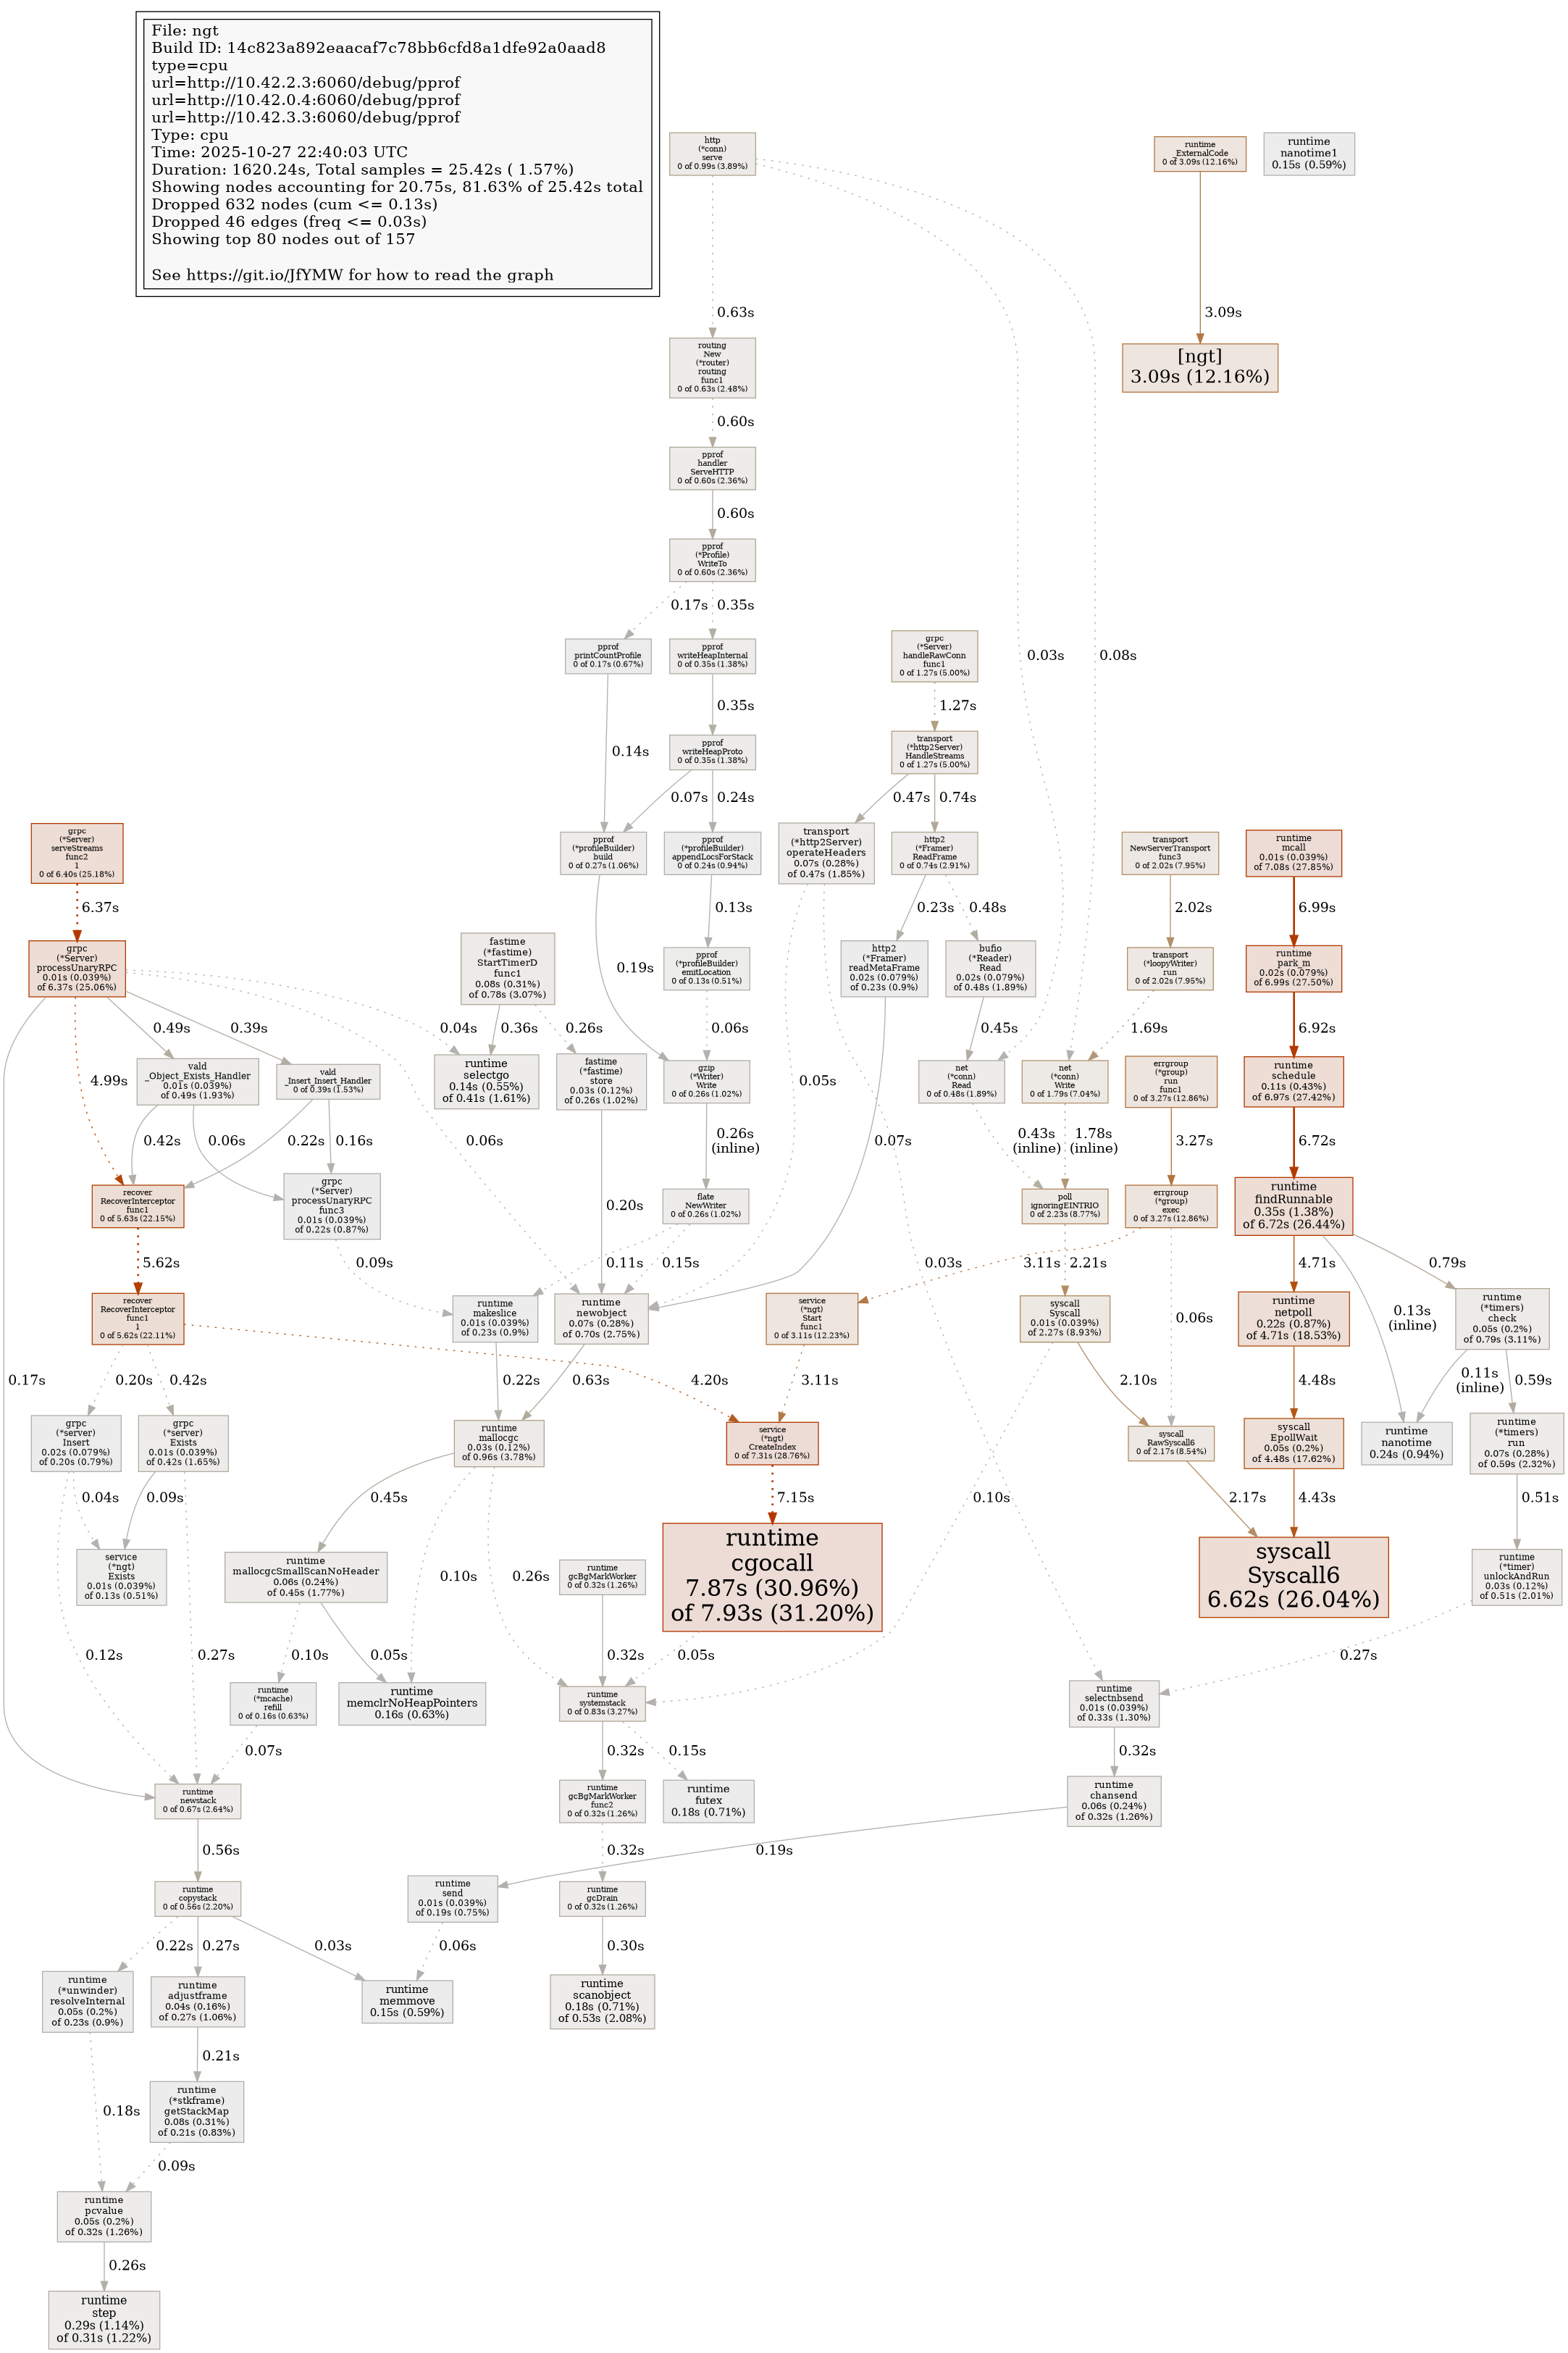 File: ngt
Build ID: 14c823a892eaacaf7c78bb6cfd8a1dfe92a0aad8
type=cpu
url=http://10.42.2.3:6060/debug/pprof
url=http://10.42.0.4:6060/debug/pprof
url=http://10.42.3.3:6060/debug/pprof
Type: cpu
Time: 2025-10-27 22:40:03 UTC
Duration: 1620.24s, Total samples = 25.42s ( 1.57%)
Showing nodes accounting for 20.75s, 81.63% of 25.42s total
Dropped 632 nodes (cum <= 0.13s)
Dropped 46 edges (freq <= 0.03s)
Showing top 80 nodes out of 157
See https://git.io/JfYMW for how to read the graph
http
(*conn)
serve
0 of 0.99s (3.89%)
runtime
_ExternalCode
0 of 3.09s (12.16%)
runtime
nanotime1
0.15s (0.59%)
0.63s
3.09s
routing
New
(*router)
routing
func1
0 of 0.63s (2.48%)
[ngt]
3.09s (12.16%)
0.60s
pprof
handler
ServeHTTP
0 of 0.60s (2.36%)
0.60s
pprof
(*Profile)
WriteTo
0 of 0.60s (2.36%)
0.17s
0.35s
0.03s
0.08s
pprof
printCountProfile
0 of 0.17s (0.67%)
pprof
writeHeapInternal
0 of 0.35s (1.38%)
grpc
(*Server)
handleRawConn
func1
0 of 1.27s (5.00%)
0.14s
0.35s
1.27s
pprof
writeHeapProto
0 of 0.35s (1.38%)
transport
(*http2Server)
HandleStreams
0 of 1.27s (5.00%)
0.07s
0.24s
0.47s
0.74s
grpc
(*Server)
serveStreams
func2
1
0 of 6.40s (25.18%)
pprof
(*profileBuilder)
build
0 of 0.27s (1.06%)
pprof
(*profileBuilder)
appendLocsForStack
0 of 0.24s (0.94%)
transport
(*http2Server)
operateHeaders
0.07s (0.28%)
of 0.47s (1.85%)
http2
(*Framer)
ReadFrame
0 of 0.74s (2.91%)
transport
NewServerTransport
func3
0 of 2.02s (7.95%)
runtime
mcall
0.01s (0.039%)
of 7.08s (27.85%)
6.37s
0.13s
0.23s
0.48s
2.02s
6.99s
grpc
(*Server)
processUnaryRPC
0.01s (0.039%)
of 6.37s (25.06%)
fastime
(*fastime)
StartTimerD
func1
0.08s (0.31%)
of 0.78s (3.07%)
0.19s
pprof
(*profileBuilder)
emitLocation
0 of 0.13s (0.51%)
http2
(*Framer)
readMetaFrame
0.02s (0.079%)
of 0.23s (0.9%)
bufio
(*Reader)
Read
0.02s (0.079%)
of 0.48s (1.89%)
transport
(*loopyWriter)
run
0 of 2.02s (7.95%)
runtime
park_m
0.02s (0.079%)
of 6.99s (27.50%)
0.49s
0.39s
0.04s
0.36s
0.26s
0.06s
0.45s
1.69s
6.92s
4.99s
vald
_Object_Exists_Handler
0.01s (0.039%)
of 0.49s (1.93%)
vald
_Insert_Insert_Handler
0 of 0.39s (1.53%)
runtime
selectgo
0.14s (0.55%)
of 0.41s (1.61%)
fastime
(*fastime)
store
0.03s (0.12%)
of 0.26s (1.02%)
gzip
(*Writer)
Write
0 of 0.26s (1.02%)
0.05s
net
(*conn)
Read
0 of 0.48s (1.89%)
net
(*conn)
Write
0 of 1.79s (7.04%)
errgroup
(*group)
run
func1
0 of 3.27s (12.86%)
runtime
schedule
0.11s (0.43%)
of 6.97s (27.42%)
0.42s
0.06s
0.22s
0.16s
0.06s
0.26s
(inline)
0.07s
0.43s
(inline)
1.78s
(inline)
3.27s
6.72s
recover
RecoverInterceptor
func1
0 of 5.63s (22.15%)
grpc
(*Server)
processUnaryRPC
func3
0.01s (0.039%)
of 0.22s (0.87%)
0.20s
flate
NewWriter
0 of 0.26s (1.02%)
poll
ignoringEINTRIO
0 of 2.23s (8.77%)
errgroup
(*group)
exec
0 of 3.27s (12.86%)
runtime
findRunnable
0.35s (1.38%)
of 6.72s (26.44%)
5.62s
0.09s
0.11s
0.15s
0.03s
3.11s
2.21s
4.71s
0.79s
recover
RecoverInterceptor
func1
1
0 of 5.62s (22.11%)
runtime
makeslice
0.01s (0.039%)
of 0.23s (0.9%)
runtime
newobject
0.07s (0.28%)
of 0.70s (2.75%)
service
(*ngt)
Start
func1
0 of 3.11s (12.23%)
syscall
Syscall
0.01s (0.039%)
of 2.27s (8.93%)
0.06s
runtime
netpoll
0.22s (0.87%)
of 4.71s (18.53%)
0.13s
(inline)
runtime
(*timers)
check
0.05s (0.2%)
of 0.79s (3.11%)
0.17s
0.20s
0.42s
0.22s
0.63s
4.20s
3.11s
2.10s
4.48s
0.11s
(inline)
0.59s
grpc
(*server)
Insert
0.02s (0.079%)
of 0.20s (0.79%)
grpc
(*server)
Exists
0.01s (0.039%)
of 0.42s (1.65%)
runtime
mallocgc
0.03s (0.12%)
of 0.96s (3.78%)
service
(*ngt)
CreateIndex
0 of 7.31s (28.76%)
syscall
RawSyscall6
0 of 2.17s (8.54%)
syscall
EpollWait
0.05s (0.2%)
of 4.48s (17.62%)
runtime
nanotime
0.24s (0.94%)
runtime
(*timers)
run
0.07s (0.28%)
of 0.59s (2.32%)
0.04s
0.09s
0.45s
7.15s
0.10s
2.17s
4.43s
0.51s
service
(*ngt)
Exists
0.01s (0.039%)
of 0.13s (0.51%)
runtime
mallocgcSmallScanNoHeader
0.06s (0.24%)
of 0.45s (1.77%)
0.10s
0.26s
runtime
gcBgMarkWorker
0 of 0.32s (1.26%)
runtime
cgocall
7.87s (30.96%)
of 7.93s (31.20%)
syscall
Syscall6
6.62s (26.04%)
runtime
(*timer)
unlockAndRun
0.03s (0.12%)
of 0.51s (2.01%)
0.12s
0.27s
0.10s
0.05s
0.32s
0.05s
0.27s
runtime
(*mcache)
refill
0 of 0.16s (0.63%)
runtime
memclrNoHeapPointers
0.16s (0.63%)
runtime
systemstack
0 of 0.83s (3.27%)
runtime
selectnbsend
0.01s (0.039%)
of 0.33s (1.30%)
0.07s
0.32s
0.15s
0.32s
runtime
newstack
0 of 0.67s (2.64%)
runtime
gcBgMarkWorker
func2
0 of 0.32s (1.26%)
runtime
futex
0.18s (0.71%)
runtime
chansend
0.06s (0.24%)
of 0.32s (1.26%)
0.56s
0.32s
0.19s
runtime
copystack
0 of 0.56s (2.20%)
runtime
send
0.01s (0.039%)
of 0.19s (0.75%)
runtime
gcDrain
0 of 0.32s (1.26%)
0.22s
0.27s
0.03s
0.06s
0.30s
runtime
(*unwinder)
resolveInternal
0.05s (0.2%)
of 0.23s (0.9%)
runtime
adjustframe
0.04s (0.16%)
of 0.27s (1.06%)
runtime
memmove
0.15s (0.59%)
runtime
scanobject
0.18s (0.71%)
of 0.53s (2.08%)
0.21s
0.18s
runtime
(*stkframe)
getStackMap
0.08s (0.31%)
of 0.21s (0.83%)
0.09s
runtime
pcvalue
0.05s (0.2%)
of 0.32s (1.26%)
0.26s
runtime
step
0.29s (1.14%)
of 0.31s (1.22%)